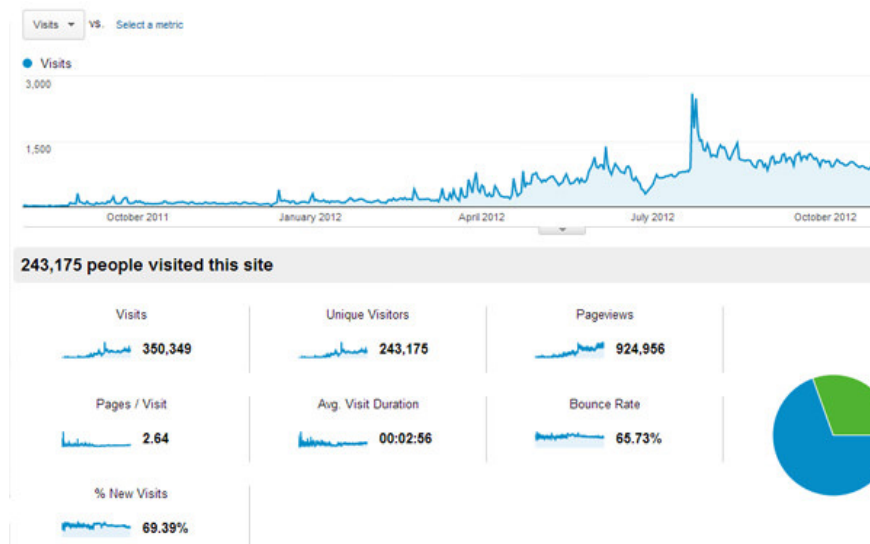 Visits VS. Select a metric
Visits
3,000
1,500
October 2011 January 2012 April 2012 July 2012 October 2012
243,175 people visited this site
Visits Unique Visitors Pageviews
350,349 243,175 924,956
Pages / Visit Avg. Visit Duration Bounce Rate
2.64 00:02:56 65.73%
% New Visits
69.39%